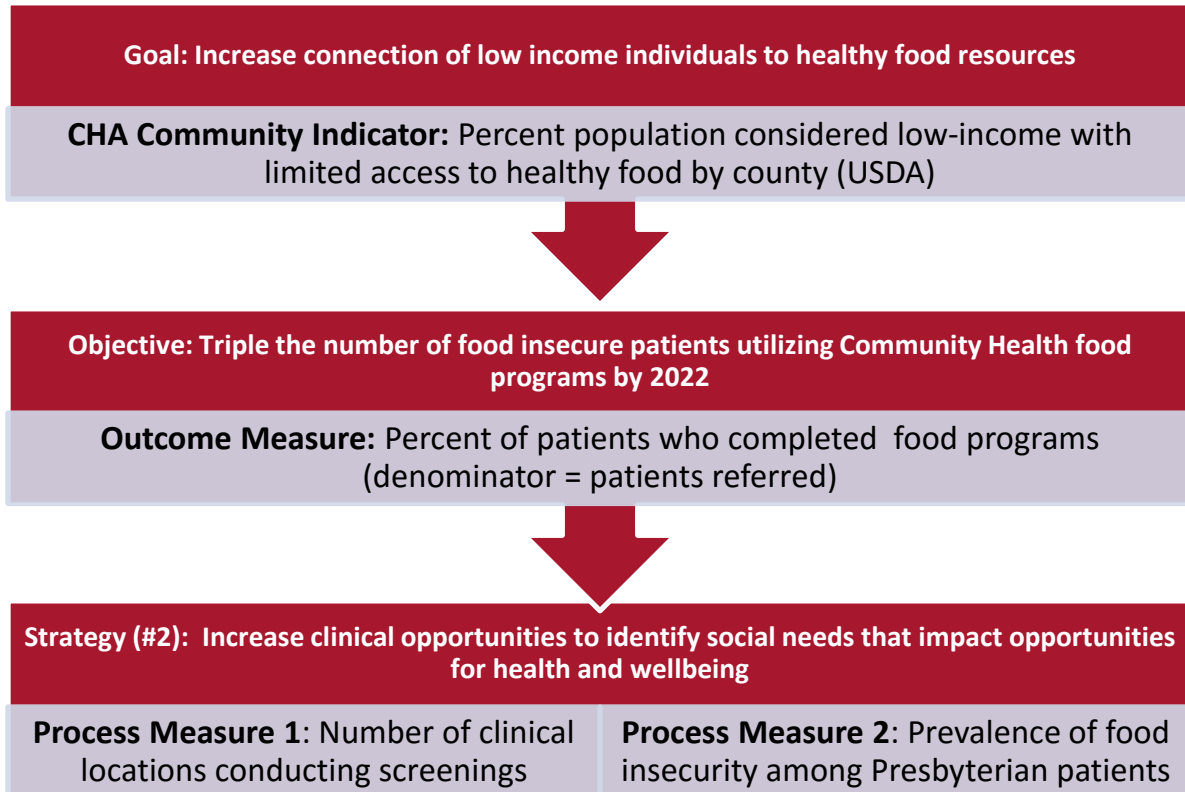 Goal: Increase connection of low income individuals to healthy food resources
CHA Community Indicator: Percent population considered low-income with
limited access to healthy food by county (USDA)
Objective: Triple the number of food insecure patients utilizing Community Health food
programs by 2022
Outcome Measure: Percent of patients who completed  food programs
(denominator = patients referred)
Strategy (#2):  Increase clinical opportunities to identify social needs that impact opportunities
for health and wellbeing
Process Measure 1: Number of clinical
locations conducting screenings
Process Measure 2: Prevalence of food
insecurity among Presbyterian patients